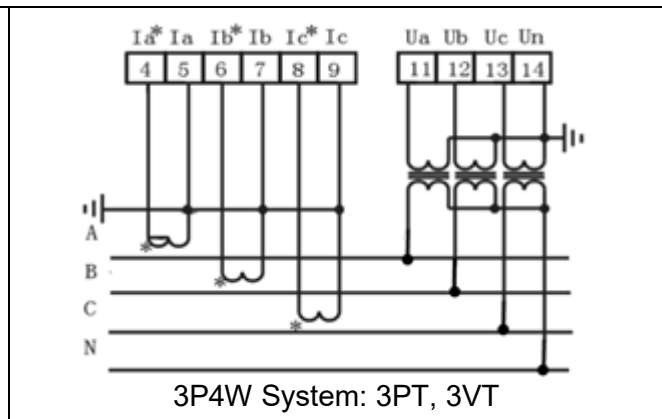 Ia* Ia Ib* Ib Ic* Ic Ua Ub Uc Un
4 5 6 7 8 9 11 12 13 14
A
*
B
*
C
*
N
3P4W System: 3PT, 3VT